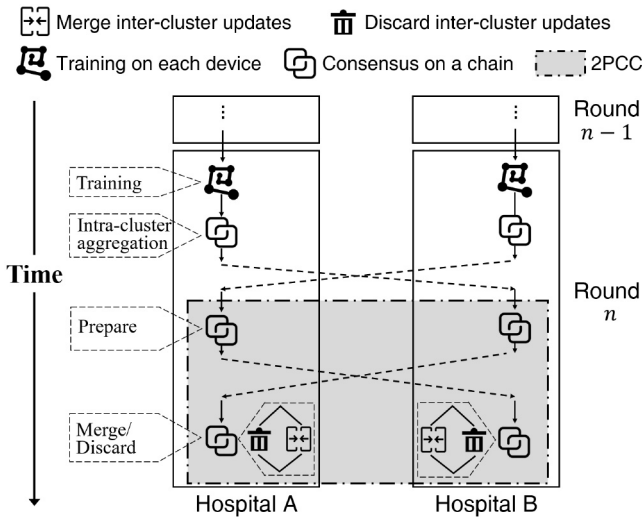 Merge inter-cluster updates
Discard inter-cluster updates
Training on each device
Consensus on a chain
2PCC
⋮
⋮
Round
n − 1
Training
Intra-cluster
aggregation
Time
Round
n
Prepare
Merge/
Discard
Hospital A
Hospital B